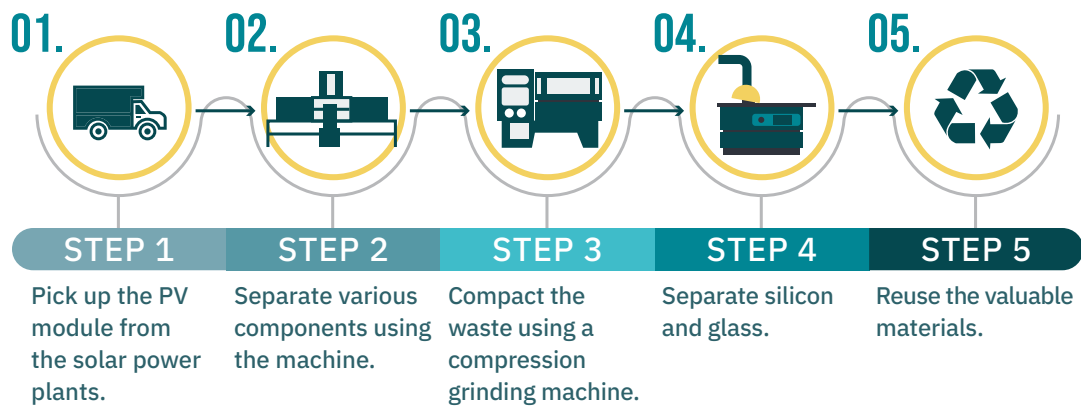 01.
02.
03.
04.
05.
STEP 1
STEP 2
STEP 3
STEP 4
STEP 5
Pick up the PV
module from
the solar power
plants.
Separate various
components using
the machine.
Compact the
waste using a
compression
grinding machine.
Separate silicon
and glass.
Reuse the valuable
materials.